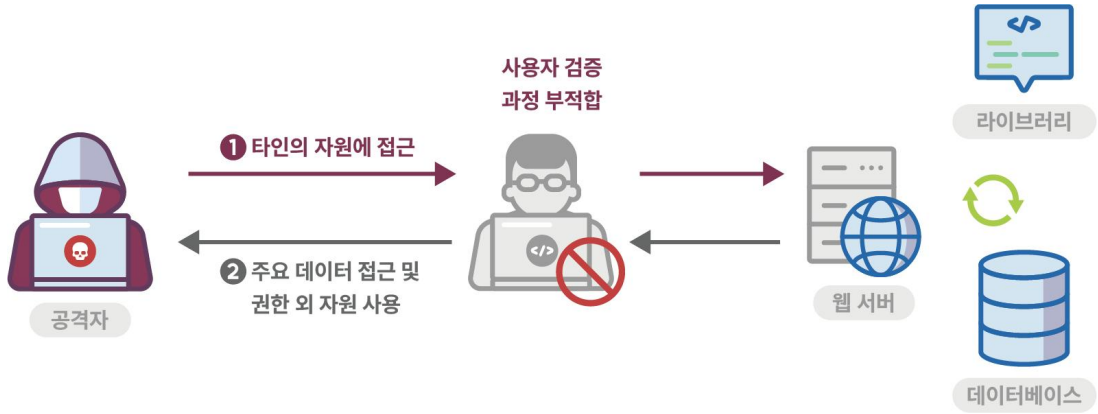 사용자 검증
과정 부적합
라이브러리
❶ 타인의 자원에 접근
</>
❷ 주요 데이터 접근 및
권한 외 자원 사용
공격자
웹 서버
데이터베이스